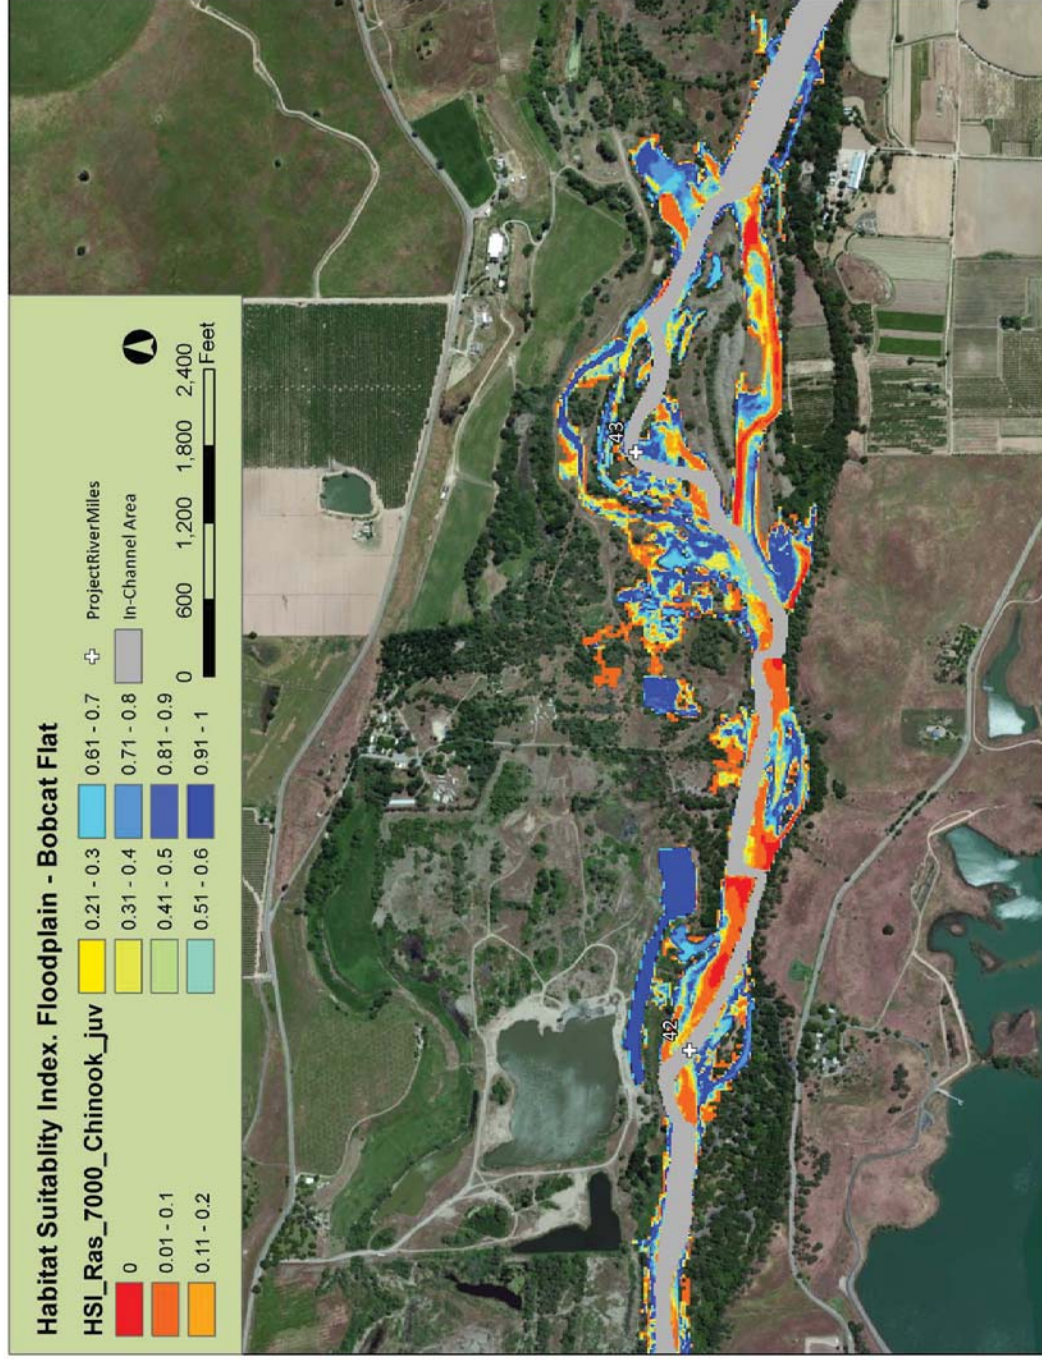 Habitat Suitablity Index. Floodplain - Bobcat Flat
HSI_Ras_7000_Chinook_juv
0
0.01 - 0.1
0.11 - 0.2
0.21 - 0.3
0.31 - 0.4
0.41 - 0.5
0.51 - 0.6
0.61 - 0.7
0.71 - 0.8
0.81 - 0.9
0.91 - 1
ProjectRiverMiles
In-Channel Area
0 600 1,200 1,800 2,400
Feet
42
43